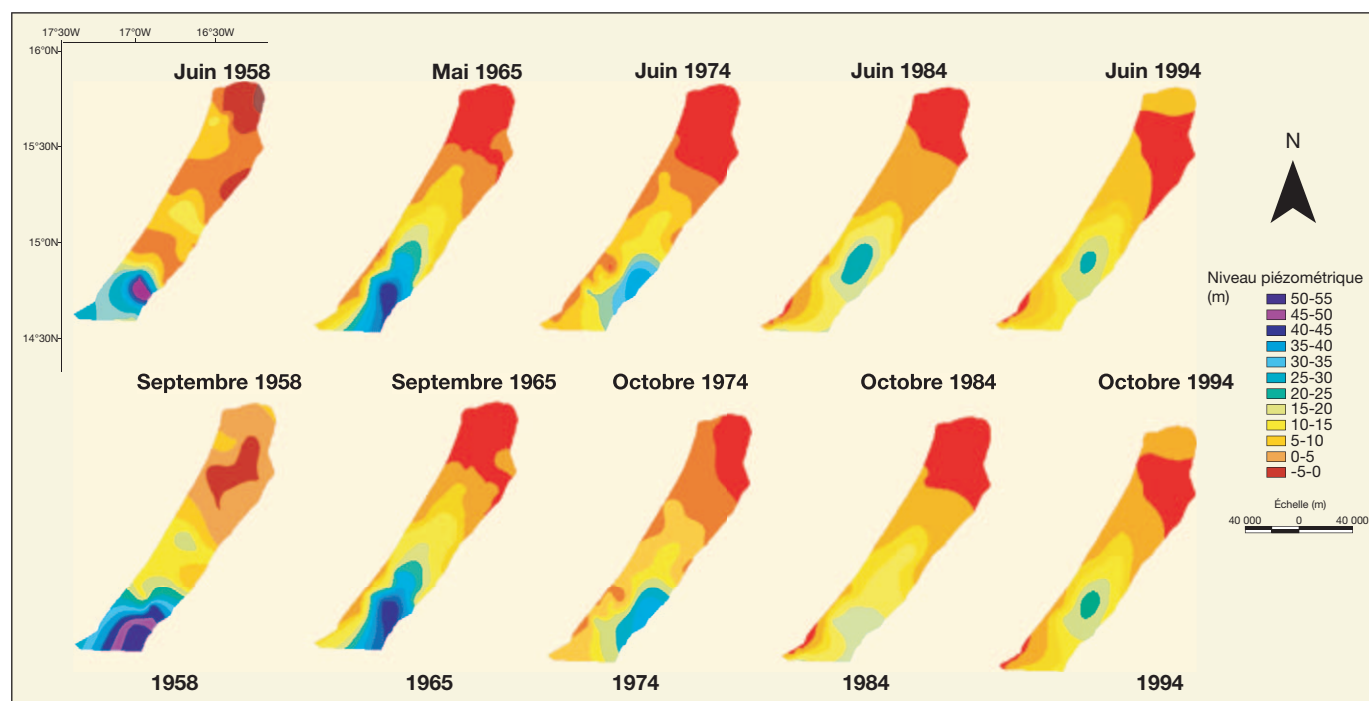 17°30W 17°0W 16°30W
16°0N
15°30N
15°0N
14°30N
Juin 1958 Mai 1965 Juin 1974 Juin 1984 Juin 1994
N
Niveau piézométrique
(m)
50-55
45-50
40-45
35-40
30-35
25-30
20-25
15-20
10-15
5-10
0-5
-5-0
Échelle (m)
40 000 0 40 000
Septembre 1958 Septembre 1965 Octobre 1974 Octobre 1984 Octobre 1994
1958 1965 1974 1984 1994